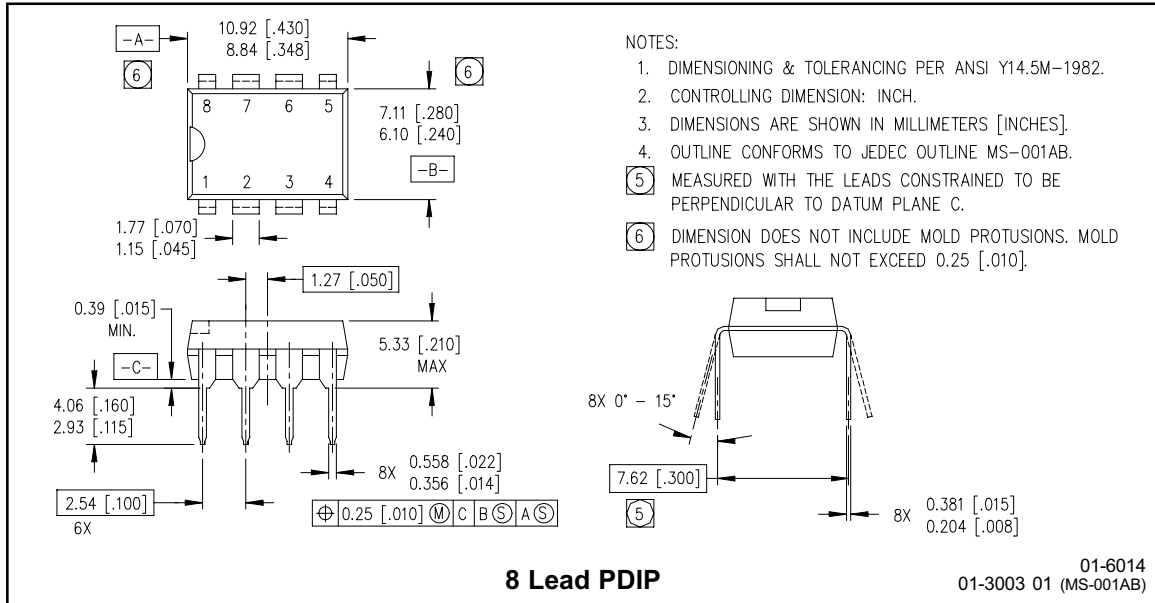 -A-
10.92 [.430]
8.84 [.348]
6
6
8 7 6 5
1 2 3 4
7.11 [.280]
6.10 [.240]
-B-
1.77 [.070]
1.15 [.045]
1.27 [.050]
0.39 [.015]
MIN.
-C-
5.33 [.210]
MAX
4.06 [.160]
2.93 [.115]
2.54 [.100]
6X
8X 0.558 [.022]
0.356 [.014]
⌖ 0.25 [.010] Ⓜ C B Ⓢ A Ⓢ
NOTES:
1. DIMENSIONING & TOLERANCING PER ANSI Y14.5M-1982.
2. CONTROLLING DIMENSION: INCH.
3. DIMENSIONS ARE SHOWN IN MILLIMETERS [INCHES].
4. OUTLINE CONFORMS TO JEDEC OUTLINE MS-001AB.
5 MEASURED WITH THE LEADS CONSTRAINED TO BE
PERPENDICULAR TO DATUM PLANE C.
6 DIMENSION DOES NOT INCLUDE MOLD PROTUSIONS. MOLD
PROTUSIONS SHALL NOT EXCEED 0.25 [.010].
8X 0° - 15°
7.62 [.300]
5
8X 0.381 [.015]
0.204 [.008]
8 Lead PDIP
01-6014
01-3003 01 (MS-001AB)